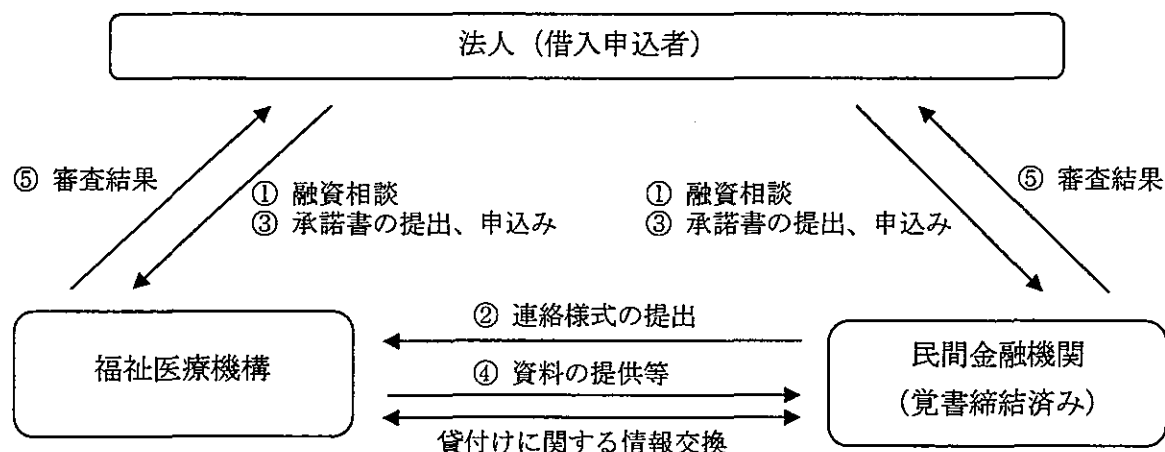 法人（借入申込者）
⑤ 審査結果
① 融資相談
③ 承諾書の提出、申込み
① 融資相談
③ 承諾書の提出、申込み
⑤ 審査結果
福祉医療機構
② 連絡様式の提出
④ 資料の提供等
貸付けに関する情報交換
民間金融機関
（覚書締結済み）